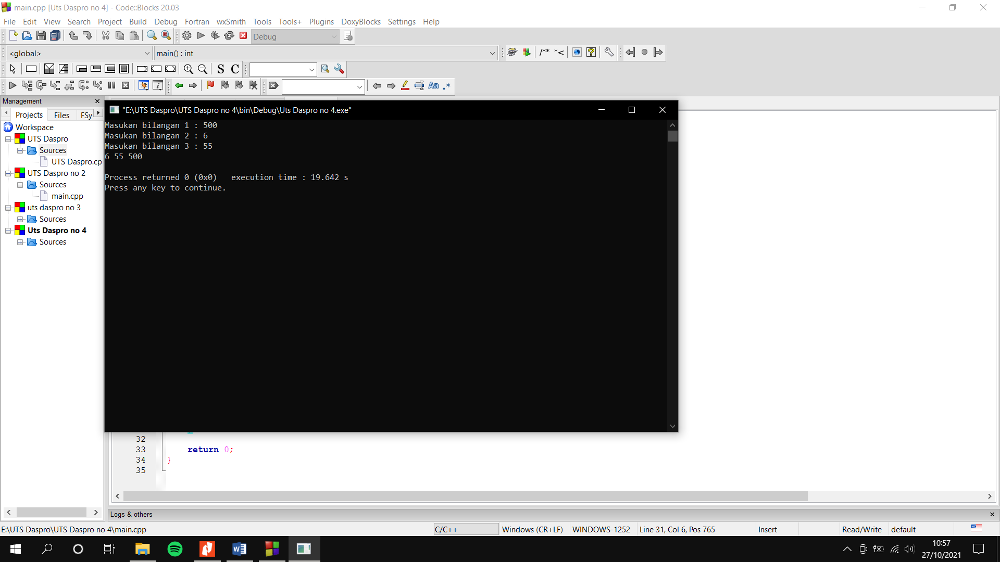 main.cpp [Uts Daspro no 4] - Code::Blocks 20.03
File Edit View Search Project Build Debug Fortran wxSmith Tools Tools+ Plugins DoxyBlocks Settings Help
Debug
<global> main() : int
/** *<
S C
Aa .*
Management
Projects Files FSy
Workspace
UTS Daspro
Sources
UTS Daspro.cp
UTS Daspro no 2
Sources
main.cpp
uts daspro no 3
Sources
Uts Daspro no 4
Sources
"E:\UTS Daspro\UTS Daspro no 4\bin\Debug\Uts Daspro no 4.exe"
Masukan bilangan 1 : 500
Masukan bilangan 2 : 6
Masukan bilangan 3 : 55
6 55 500
Process returned 0 (0x0)   execution time : 19.642 s
Press any key to continue.
32
33 return 0;
34 }
35
Logs & others
E:\UTS Daspro\UTS Daspro no 4\main.cpp C/C++ Windows (CR+LF) WINDOWS-1252 Line 31, Col 6, Pos 765 Insert Read/Write default
10:57
27/10/2021